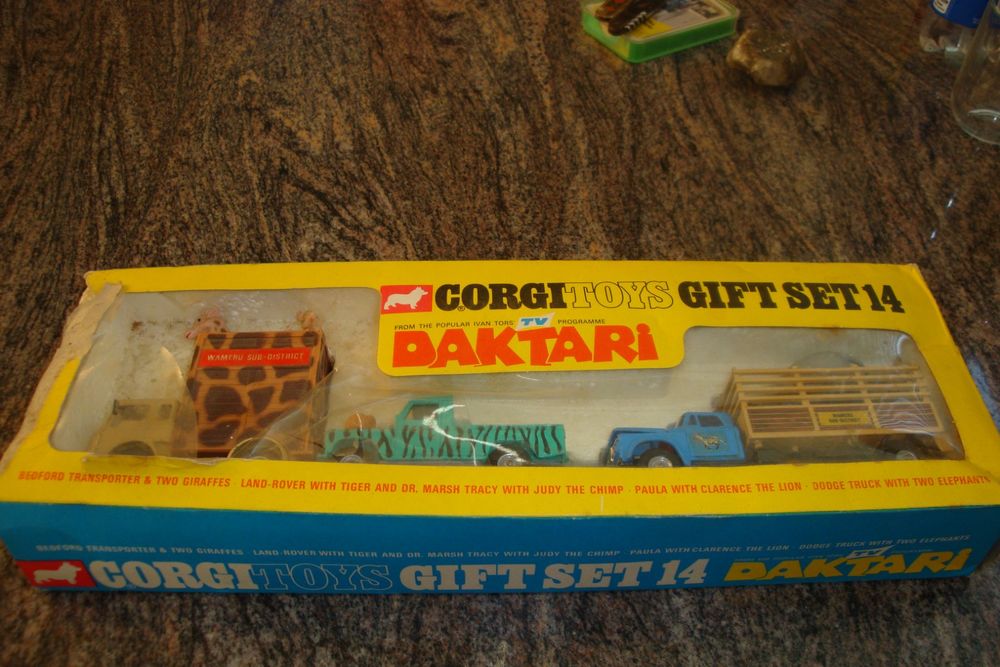 CORGI TOYS GIFT SET 14
FROM THE POPULAR IVAN TORS' TV PROGRAMME
DAKTARI
WAMERU SUB-DISTRICT
WAMERU
SUB-DISTRICT
BEDFORD TRANSPORTER & TWO GIRAFFES · LAND-ROVER WITH TIGER AND DR. MARSH TRACY WITH JUDY THE CHIMP · PAULA WITH CLARENCE THE LION · DODGE TRUCK WITH TWO ELEPHANTS
BEDFORD TRANSPORTER & TWO GIRAFFES · LAND-ROVER WITH TIGER AND DR. MARSH TRACY WITH JUDY THE CHIMP · PAULA WITH CLARENCE THE LION · DODGE TRUCK WITH TWO ELEPHANTS
CORGI TOYS GIFT SET 14 TV DAKTARI